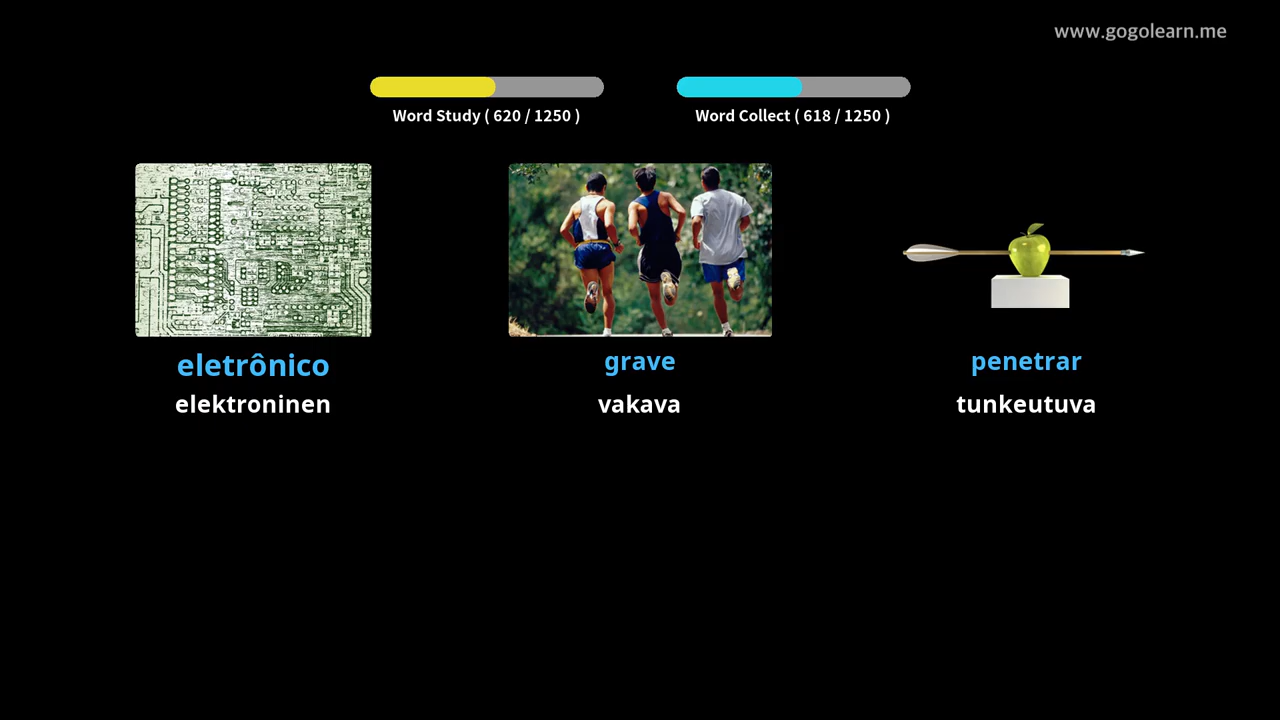 www.gogolearn.me
Word Study ( 620 / 1250 )
Word Collect ( 618 / 1250 )
eletrônico
elektroninen
grave
vakava
penetrar
tunkeutuva